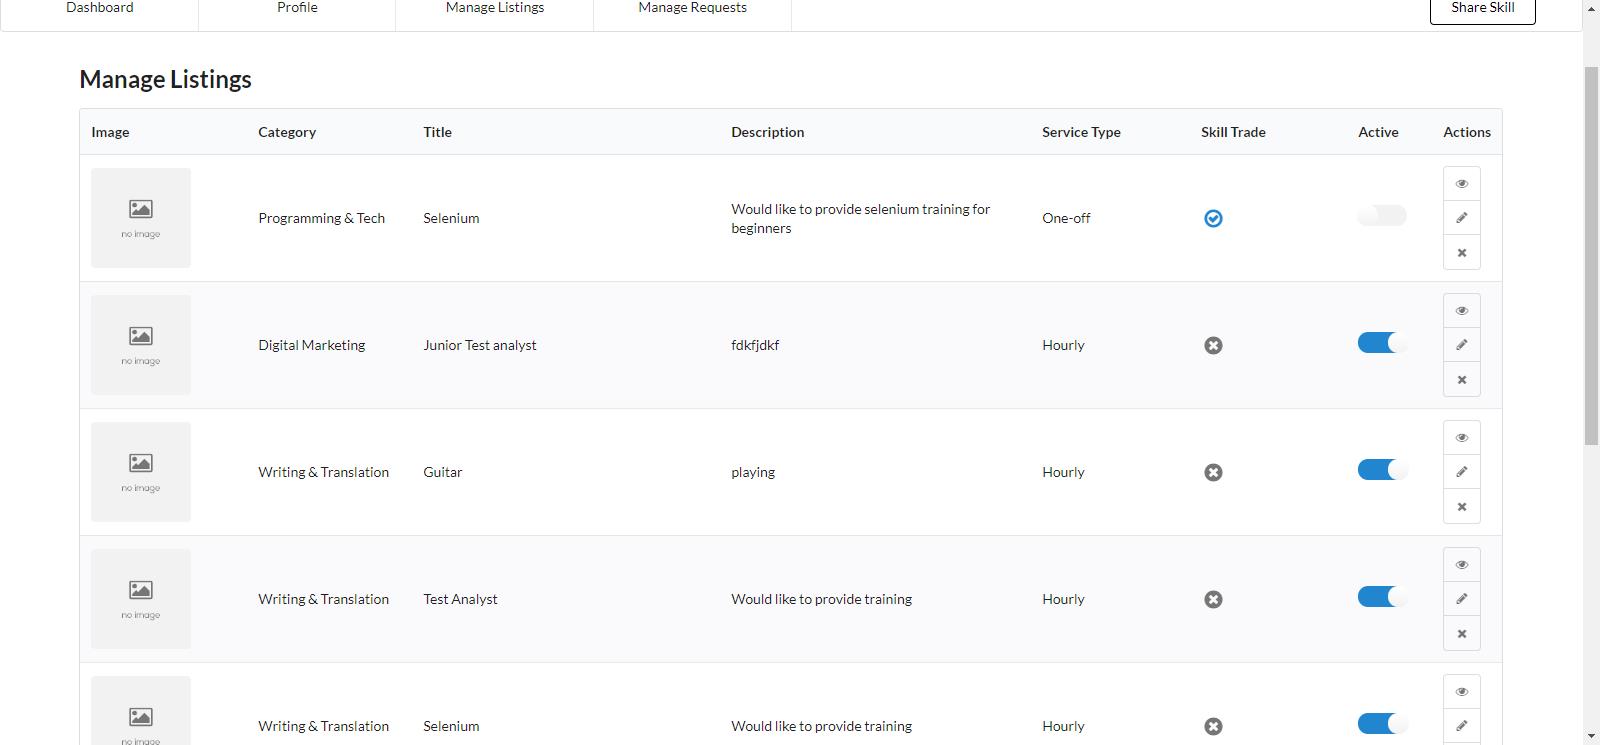 Dashboard Profile Manage Listings Manage Requests Share Skill
Manage Listings
Image Category Title Description Service Type Skill Trade Active Actions
no image Programming & Tech Selenium Would like to provide selenium training for
beginners One-off
no image Digital Marketing Junior Test analyst fdkfjdkf Hourly
no image Writing & Translation Guitar playing Hourly
no image Writing & Translation Test Analyst Would like to provide training Hourly
no image Writing & Translation Selenium Would like to provide training Hourly